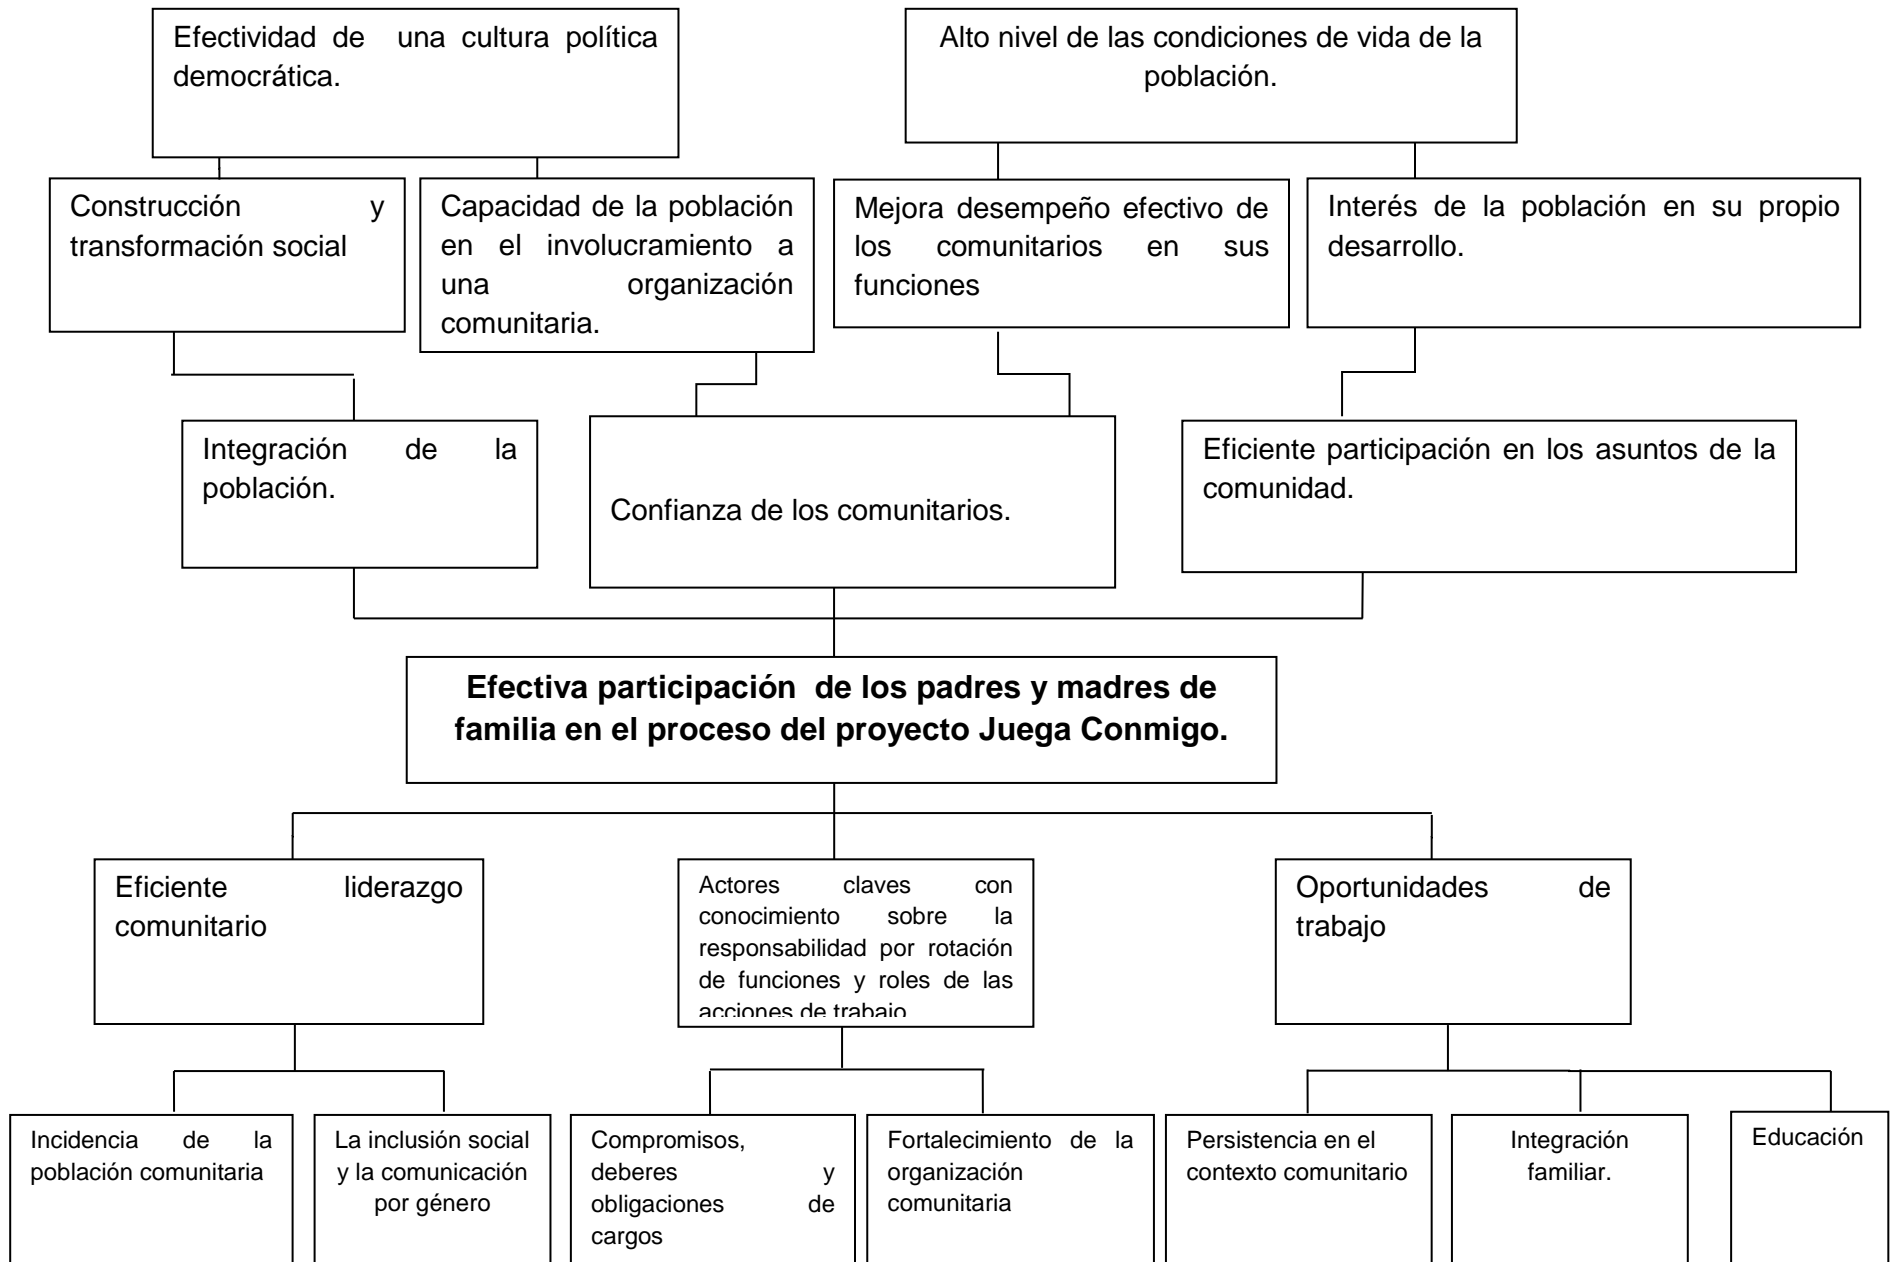 Efectividad de una cultura política
democrática.
Alto nivel de las condiciones de vida de la
población.
Construcción y
transformación social
Capacidad de la población
en el involucramiento a
una organización
comunitaria.
Mejora desempeño efectivo de
los comunitarios en sus
funciones
Interés de la población en su propio
desarrollo.
Integración de la
población.
Confianza de los comunitarios.
Eficiente participación en los asuntos de la
comunidad.
Efectiva participación de los padres y madres de
familia en el proceso del proyecto Juega Conmigo.
Eficiente liderazgo
comunitario
Actores claves con
conocimiento sobre la
responsabilidad por rotación
de funciones y roles de las
acciones de trabajo
Oportunidades de
trabajo
Incidencia de la
población comunitaria
La inclusión social
y la comunicación
por género
Compromisos,
deberes y
obligaciones de
cargos
Fortalecimiento de la
organización
comunitaria
Persistencia en el
contexto comunitario
Integración
familiar.
Educación